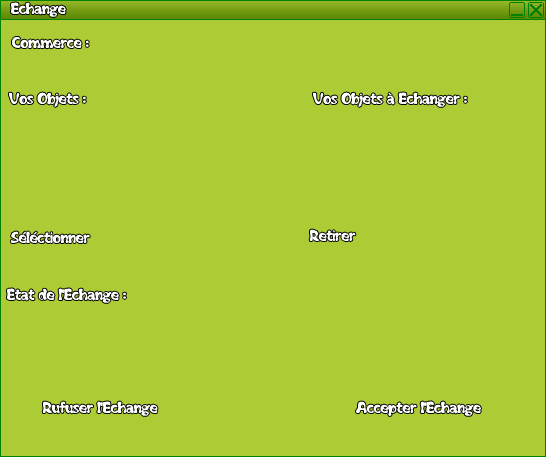 Echange
Commerce :
Vos Objets :
Vos Objets à Echanger :
Séléctionner
Retirer
Etat de l'Echange :
Rufuser l'Echange
Accepter l'Echange